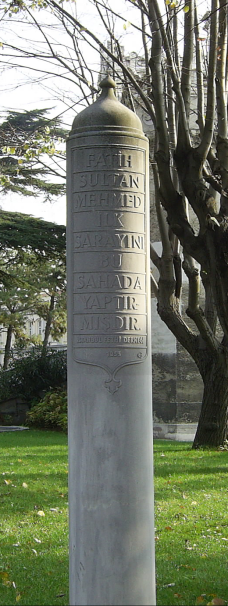 FATİH
SULTAN
MEHMED
İLK
SARAYINI
BU
SAHADA
YAPTIR-
MIŞDIR.